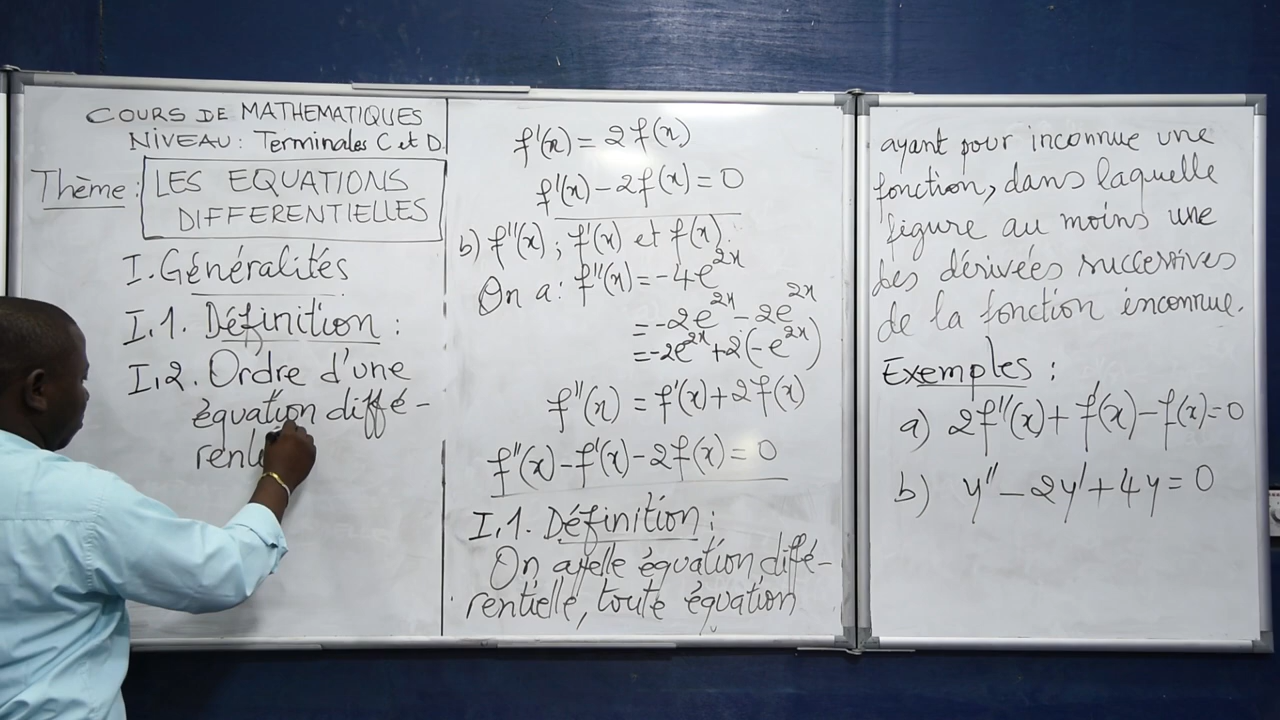 COURS DE MATHEMATIQUES
NIVEAU : Terminales C et D.
Thème : LES EQUATIONS
DIFFERENTIELLES
I. Généralités
I.1. Définition :
I.2. Ordre d'une
équation diffé-
rent
f'(x) = 2f(x)
f'(x) - 2f(x) = 0
b) f''(x) ; f'(x) et f(x).
On a : f''(x) = -4e^{2x}
= -2e^{2x} - 2e^{2x}
= -2e^{2x} + 2(-e^{2x})
f''(x) = f'(x) + 2f(x)
f''(x) - f'(x) - 2f(x) = 0
I.1. Définition :
On appelle équation diffé-
rentielle, toute équation
ayant pour inconnue une
fonction, dans laquelle
figure au moins une
des dérivées successives
de la fonction inconnue.
Exemples :
a) 2f''(x) + f'(x) - f(x) = 0
b) y'' - 2y' + 4y = 0